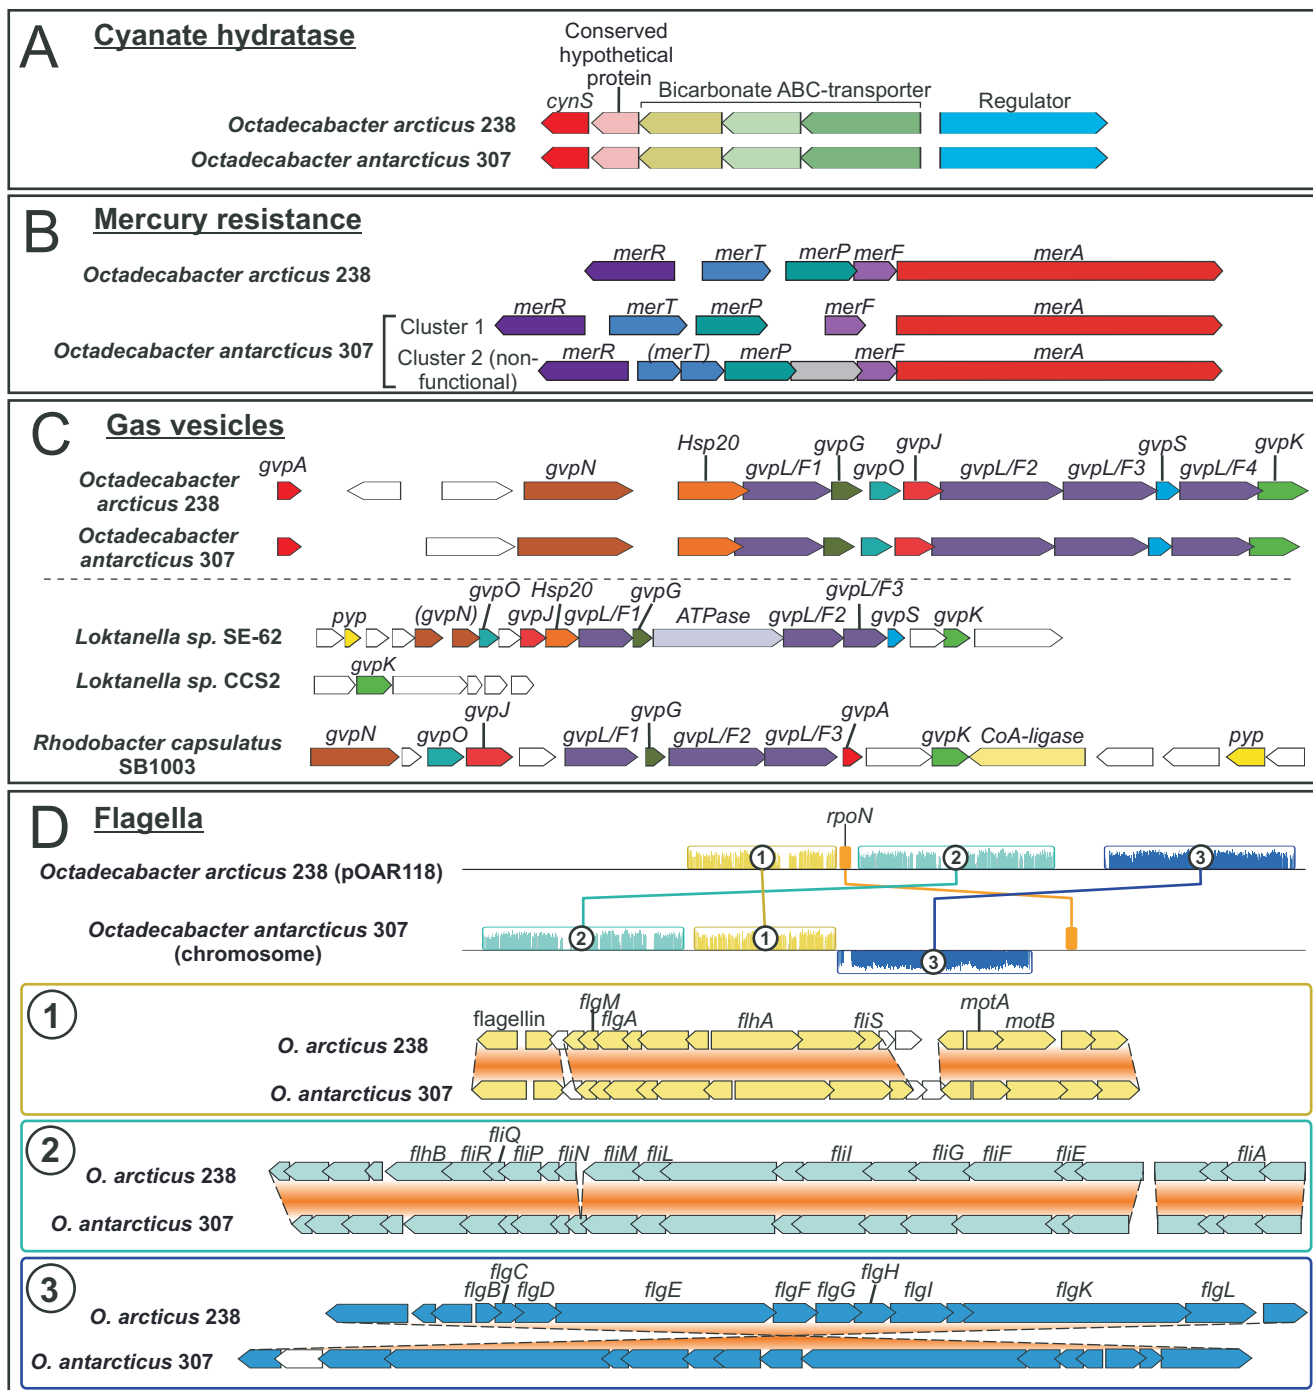 A Cyanate hydratase
Conserved
hypothetical
protein
cynS
Bicarbonate ABC-transporter
Regulator
Octadecabacter arcticus 238
Octadecabacter antarcticus 307
B Mercury resistance
merR merT merP merF merA
Octadecabacter arcticus 238
merR merT merP merF merA
Cluster 1
Octadecabacter antarcticus 307
Cluster 2 (non-
functional)
merR (merT) merP merF merA
C Gas vesicles
gvpA gvpN Hsp20 gvpL/F1 gvpG gvpO gvpJ gvpL/F2 gvpL/F3 gvpS gvpL/F4 gvpK
Octadecabacter
arcticus 238
Octadecabacter
antarcticus 307
pyp (gvpN) gvpO gvpJ Hsp20 gvpL/F1 gvpG ATPase gvpL/F2 gvpL/F3 gvpS gvpK
Loktanella sp. SE-62
gvpK
Loktanella sp. CCS2
gvpN gvpO gvpJ gvpL/F1 gvpG gvpL/F2 gvpL/F3 gvpA gvpK CoA-ligase pyp
Rhodobacter capsulatus
SB1003
D Flagella
rpoN
Octadecabacter arcticus 238 (pOAR118)
1 2 3
Octadecabacter antarcticus 307
(chromosome)
2 1 3
1
flagellin flgM flgA flhA fliS motA motB
O. arcticus 238
O. antarcticus 307
2
flhB fliR fliQ fliP fliN fliM fliL fliI fliG fliF fliE fliA
O. arcticus 238
O. antarcticus 307
3
flgB flgC flgD flgE flgF flgG flgH flgI flgK flgL
O. arcticus 238
O. antarcticus 307